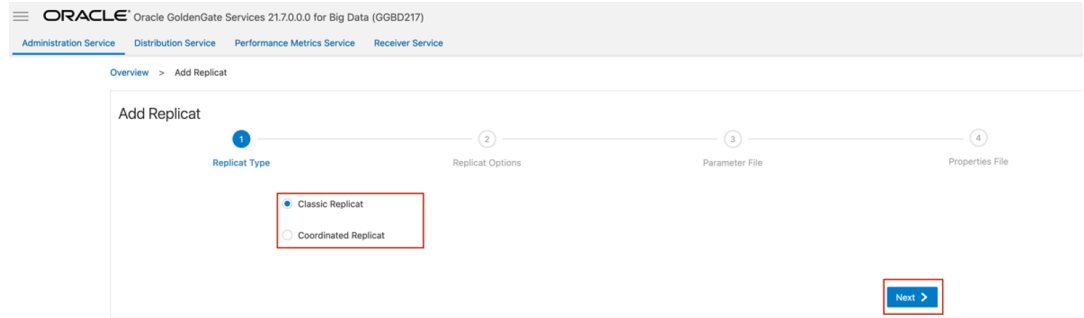 ORACLE Oracle GoldenGate Services 21.7.0.0.0 for Big Data (GGBD217)
Administration Service Distribution Service Performance Metrics Service Receiver Service
Overview > Add Replicat
Add Replicat
1 2 3 4
Replicat Type Replicat Options Parameter File Properties File
Classic Replicat
Coordinated Replicat
Next >